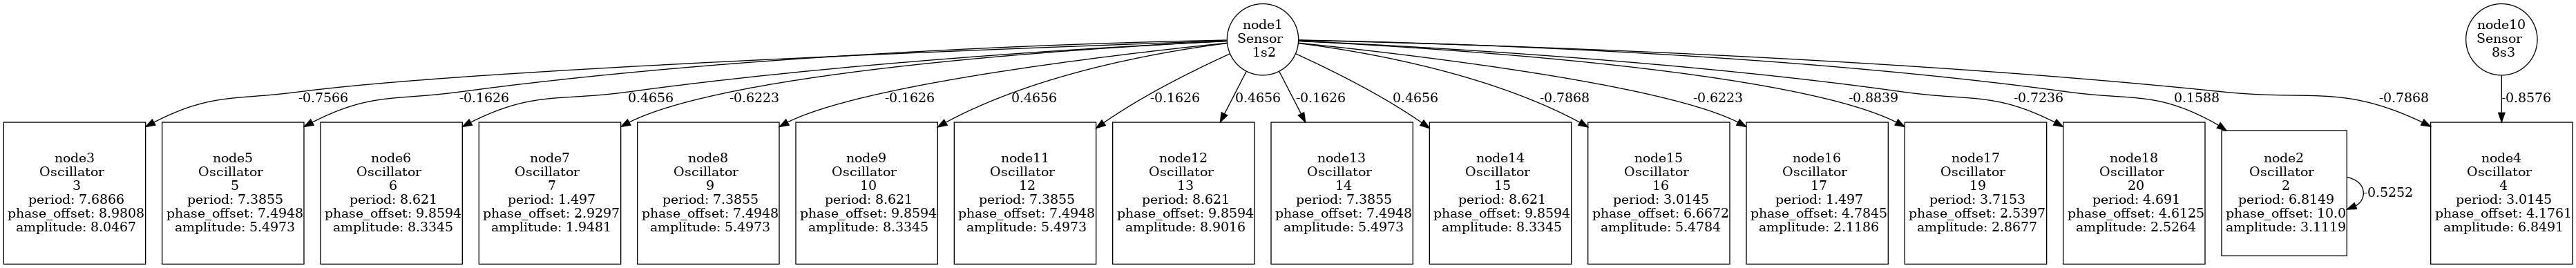 node1
Sensor
1s2
node10
Sensor
8s3
-0.7566
-0.1626
0.4656
-0.6223
-0.1626
0.4656
-0.1626
0.4656
-0.1626
0.4656
-0.7868
-0.6223
-0.8839
-0.7236
0.1588
-0.7868
-0.8576
node3
Oscillator
3
period: 7.6866
phase_offset: 8.9808
amplitude: 8.0467
node5
Oscillator
5
period: 7.3855
phase_offset: 7.4948
amplitude: 5.4973
node6
Oscillator
6
period: 8.621
phase_offset: 9.8594
amplitude: 8.3345
node7
Oscillator
7
period: 1.497
phase_offset: 2.9297
amplitude: 1.9481
node8
Oscillator
9
period: 7.3855
phase_offset: 7.4948
amplitude: 5.4973
node9
Oscillator
10
period: 8.621
phase_offset: 9.8594
amplitude: 8.3345
node11
Oscillator
12
period: 7.3855
phase_offset: 7.4948
amplitude: 5.4973
node12
Oscillator
13
period: 8.621
phase_offset: 9.8594
amplitude: 8.9016
node13
Oscillator
14
period: 7.3855
phase_offset: 7.4948
amplitude: 5.4973
node14
Oscillator
15
period: 8.621
phase_offset: 9.8594
amplitude: 8.3345
node15
Oscillator
16
period: 3.0145
phase_offset: 6.6672
amplitude: 5.4784
node16
Oscillator
17
period: 1.497
phase_offset: 4.7845
amplitude: 2.1186
node17
Oscillator
19
period: 3.7153
phase_offset: 2.5397
amplitude: 2.8677
node18
Oscillator
20
period: 4.691
phase_offset: 4.6125
amplitude: 2.5264
node2
Oscillator
2
period: 6.8149
phase_offset: 10.0
amplitude: 3.1119
-0.5252
node4
Oscillator
4
period: 3.0145
phase_offset: 4.1761
amplitude: 6.8491